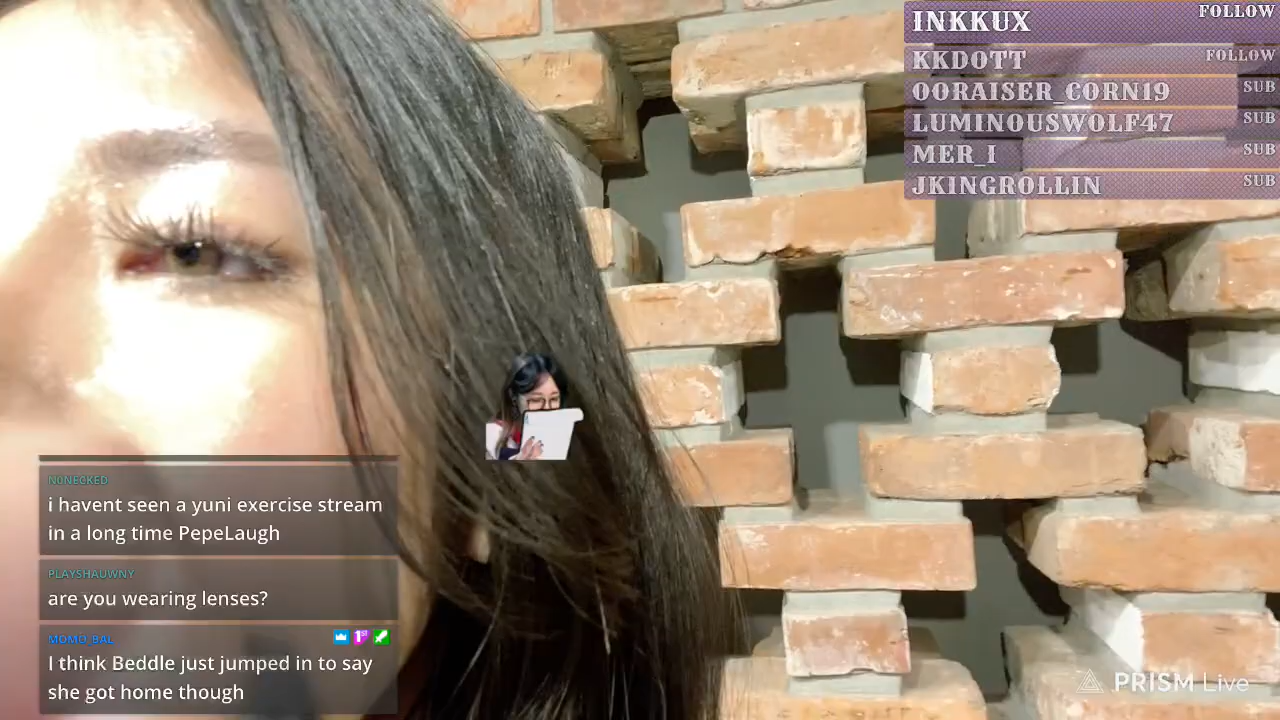 INKKUX FOLLOW
KKDOTT FOLLOW
OORAISER_CORN19 SUB
LUMINOUSWOLF47 SUB
MER_I SUB
JKINGROLLIN SUB
N0NECKED
i havent seen a yuni exercise stream
in a long time PepeLaugh
PLAYSHAUWNY
are you wearing lenses?
MOMO_BAL 1st
I think Beddle just jumped in to say
she got home though
PRISM Live